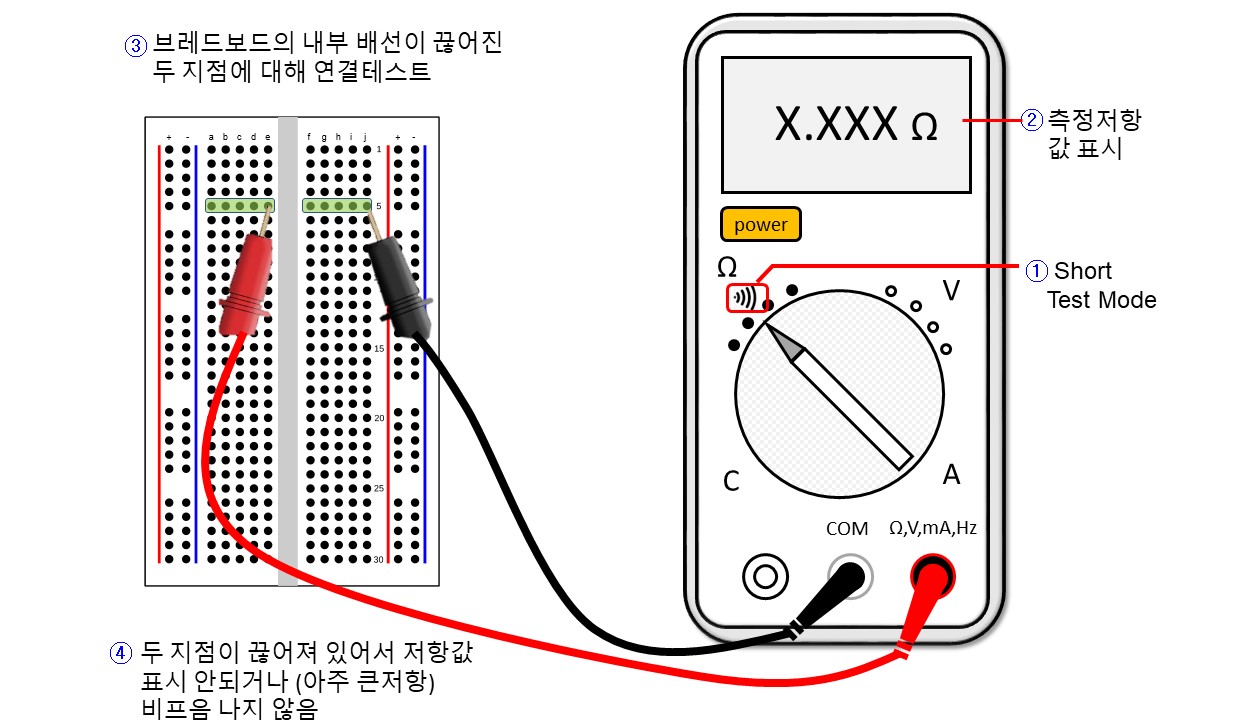 ③ 브레드보드의 내부 배선이 끊어진
두 지점에 대해 연결테스트
+ - a b c d e f g h i j + -
1
5
15
20
25
30
X.XXX Ω
② 측정저항
값 표시
power
Ω
① Short
Test Mode
V
C
A
COM Ω,V,mA,Hz
④ 두 지점이 끊어져 있어서 저항값
표시 안되거나 (아주 큰저항)
비프음 나지 않음